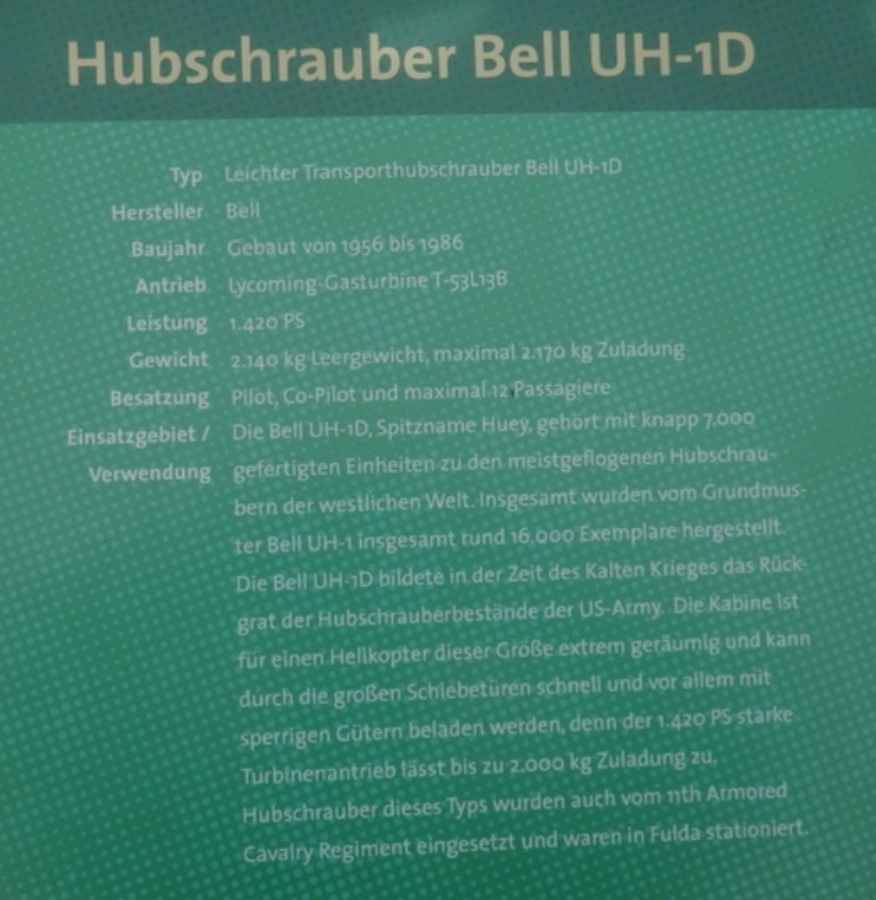 Hubschrauber Bell UH-1D
Typ Leichter Transporthubschrauber Bell UH-1D
Hersteller Bell
Baujahr Gebaut von 1956 bis 1986
Antrieb Lycoming-Gasturbine T-53L13B
Leistung 1.420 PS
Gewicht 2.140 kg Leergewicht, maximal 2.170 kg Zuladung
Besatzung Pilot, Co-Pilot und maximal 12 Passagiere
Einsatzgebiet / Die Bell UH-1D, Spitzname Huey, gehört mit knapp 7.000
Verwendung gefertigten Einheiten zu den meistgeflogenen Hubschrau-
bern der westlichen Welt. Insgesamt wurden vom Grundmus-
ter Bell UH-1 insgesamt rund 16.000 Exemplare hergestellt.
Die Bell UH-1D bildete in der Zeit des Kalten Krieges das Rück-
grat der Hubschrauberbestände der US-Army. Die Kabine ist
für einen Helikopter dieser Größe extrem geräumig und kann
durch die großen Schiebetüren schnell und vor allem mit
sperrigen Gütern beladen werden, denn der 1.420 PS starke
Turbinenantrieb lässt bis zu 2.000 kg Zuladung zu.
Hubschrauber dieses Typs wurden auch vom 11th Armored
Cavalry Regiment eingesetzt und waren in Fulda stationiert.